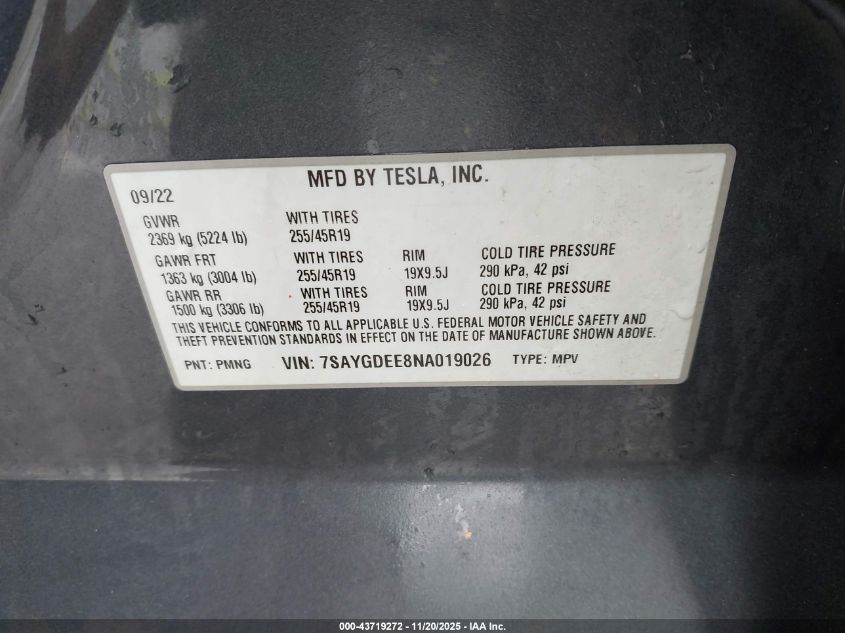 MFD BY TESLA, INC.
09/22
GVWR WITH TIRES
2369 kg (5224 lb) 255/45R19
GAWR FRT WITH TIRES RIM COLD TIRE PRESSURE
1363 kg (3004 lb) 255/45R19 19X9.5J 290 kPa, 42 psi
GAWR RR WITH TIRES RIM COLD TIRE PRESSURE
1500 kg (3306 lb) 255/45R19 19X9.5J 290 kPa, 42 psi
THIS VEHICLE CONFORMS TO ALL APPLICABLE U.S. FEDERAL MOTOR VEHICLE SAFETY AND
THEFT PREVENTION STANDARDS IN EFFECT ON THE DATE OF MANUFACTURE SHOWN ABOVE.
PNT: PMNG VIN: 7SAYGDEE8NA019026 TYPE: MPV
000-43719272 - 11/20/2025 - IAA Inc.